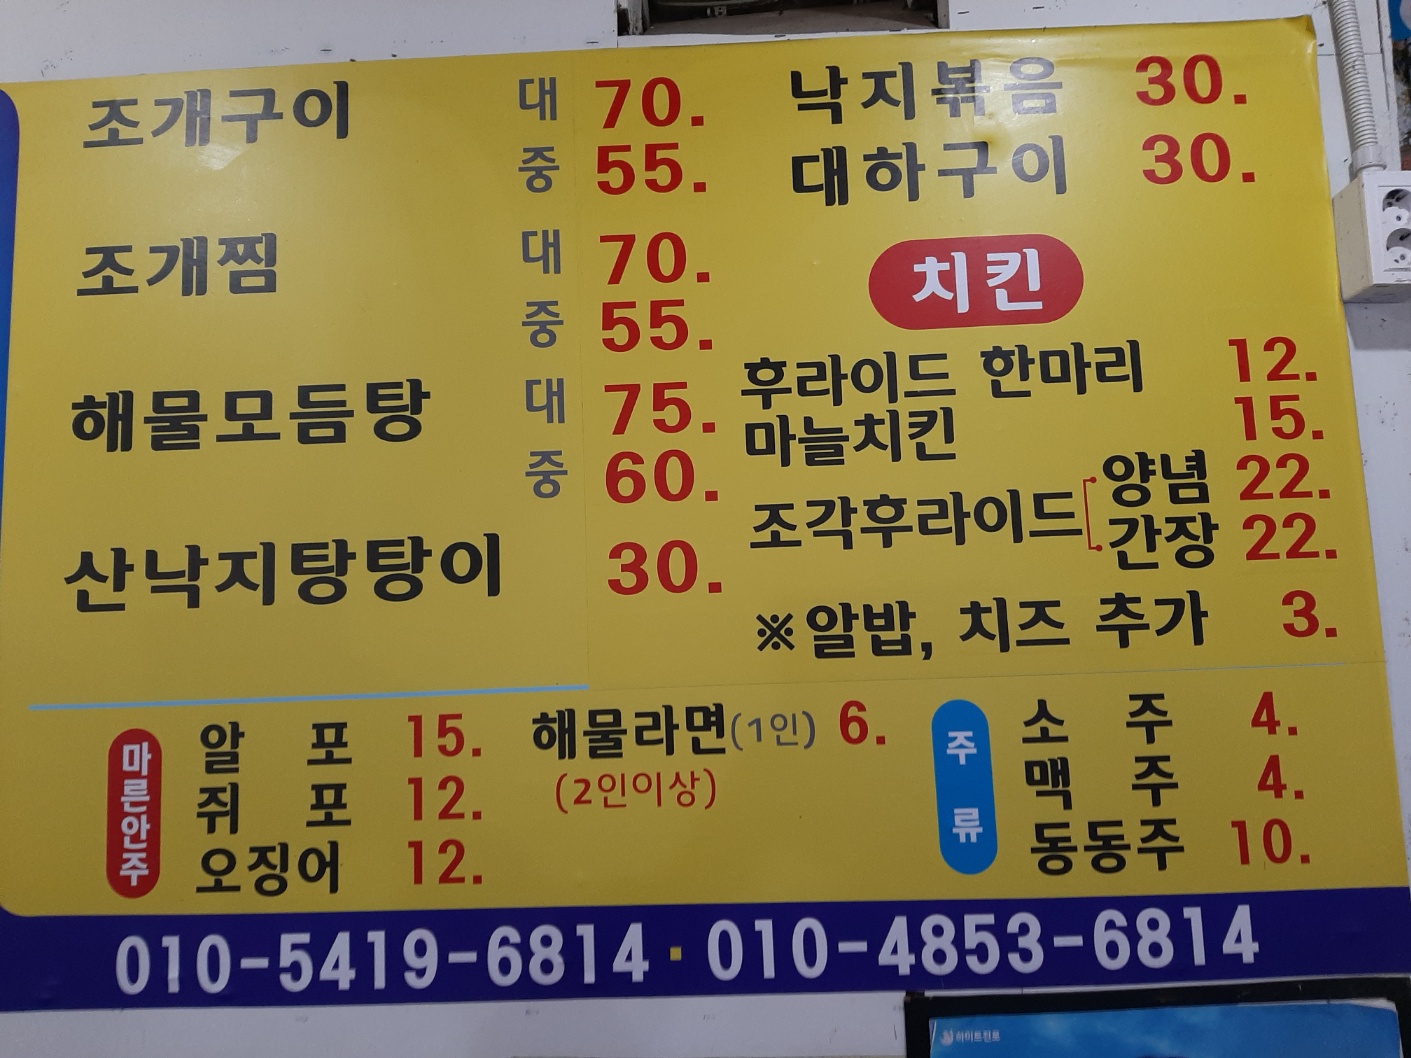 조개구이 대 70.
중 55.
조개찜 대 70.
중 55.
해물모듬탕 대 75.
중 60.
산낙지탕탕이 30.
낙지볶음 30.
대하구이 30.
치킨
후라이드 한마리 12.
마늘치킨 15.
조각후라이드 양념 22.
간장 22.
※알밥, 치즈 추가 3.
마른안주
알 포 15.
쥐 포 12.
오징어 12.
해물라면(1인) 6.
(2인이상)
주류
소 주 4.
맥 주 4.
동동주 10.
010-5419-6814·010-4853-6814
하이트진로